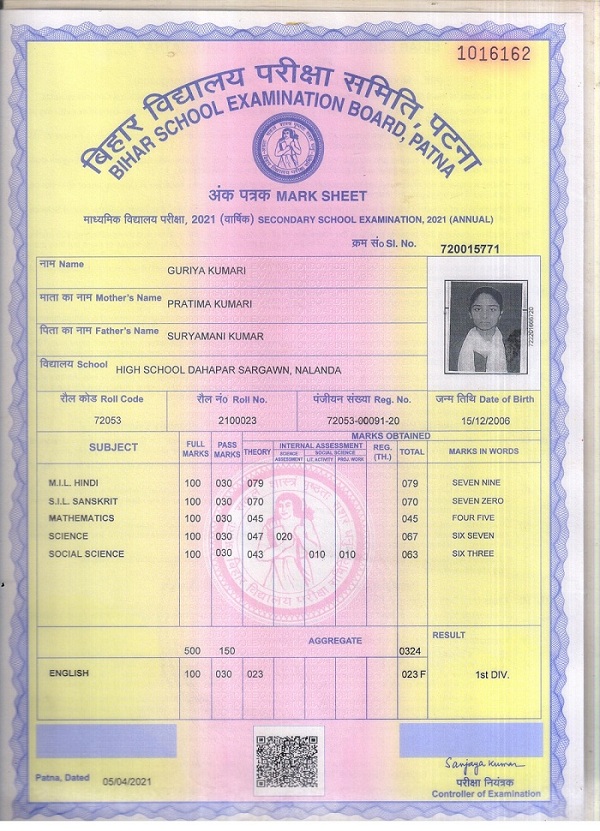 1016162
बिहार विद्यालय परीक्षा समिति, पटना
BIHAR SCHOOL EXAMINATION BOARD, PATNA
अंक पत्रक MARK SHEET
माध्यमिक विद्यालय परीक्षा, 2021 (वार्षिक) SECONDARY SCHOOL EXAMINATION, 2021 (ANNUAL)
क्रम सं० Sl. No. 720015771
नाम Name GURIYA KUMARI
माता का नाम Mother's Name PRATIMA KUMARI
पिता का नाम Father's Name SURYAMANI KUMAR
विद्यालय School HIGH SCHOOL DAHAPAR SARGAWN, NALANDA
रौल कोड Roll Code रौल नं० Roll No. पंजीयन संख्या Reg. No. जन्म तिथि Date of Birth
72053 2100023 72053-00091-20 15/12/2006
MARKS OBTAINED
SUBJECT FULL MARKS PASS MARKS THEORY INTERNAL ASSESSMENT REG. (TH.) TOTAL MARKS IN WORDS
SCIENCE ASSESSMENT SOCIAL SCIENCE LIT. ACTIVITY PROJ. WORK
M.I.L. HINDI 100 030 079 079 SEVEN NINE
S.I.L. SANSKRIT 100 030 070 070 SEVEN ZERO
MATHEMATICS 100 030 045 045 FOUR FIVE
SCIENCE 100 030 047 020 067 SIX SEVEN
SOCIAL SCIENCE 100 030 043 010 010 063 SIX THREE
AGGREGATE RESULT
500 150 0324
ENGLISH 100 030 023 023 F 1st DIV.
Patna, Dated 05/04/2021
Sanjaya Kumar
परीक्षा नियंत्रक
Controller of Examination